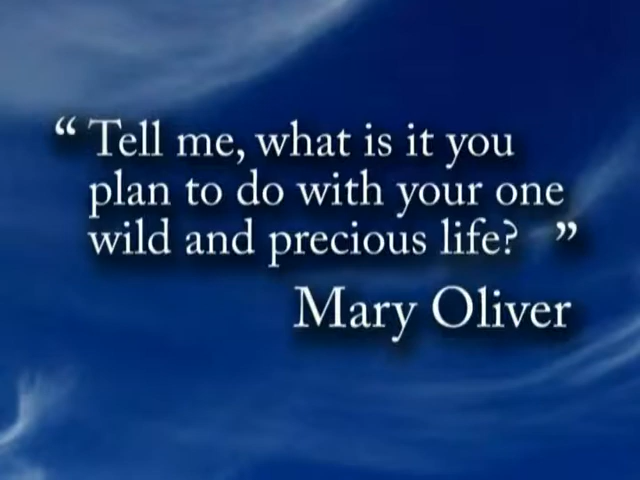 “ Tell me, what is it you
plan to do with your one
wild and precious life? ”
Mary Oliver